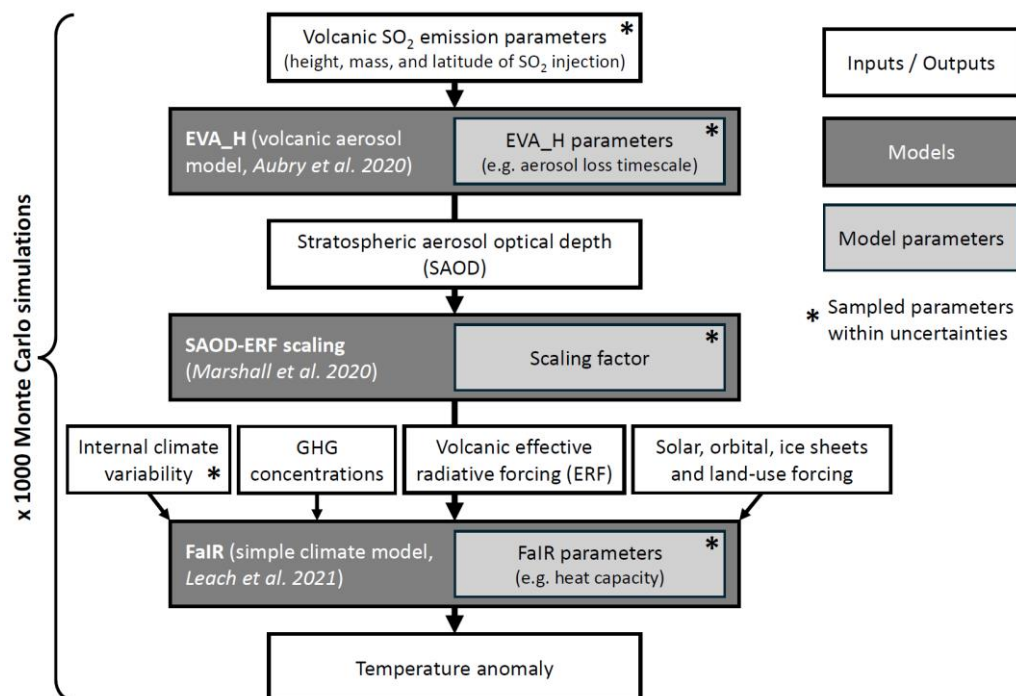 x 1000 Monte Carlo simulations
Volcanic SO₂ emission parameters *
(height, mass, and latitude of SO₂ injection)
EVA_H (volcanic aerosol
model, Aubry et al. 2020)
EVA_H parameters *
(e.g. aerosol loss timescale)
Stratospheric aerosol optical depth
(SAOD)
SAOD-ERF scaling
(Marshall et al. 2020)
Scaling factor *
Internal climate
variability *
GHG
concentrations
Volcanic effective
radiative forcing (ERF)
Solar, orbital, ice sheets
and land-use forcing
FaIR (simple climate model,
Leach et al. 2021)
FaIR parameters *
(e.g. heat capacity)
Temperature anomaly
Inputs / Outputs
Models
Model parameters
* Sampled parameters
within uncertainties